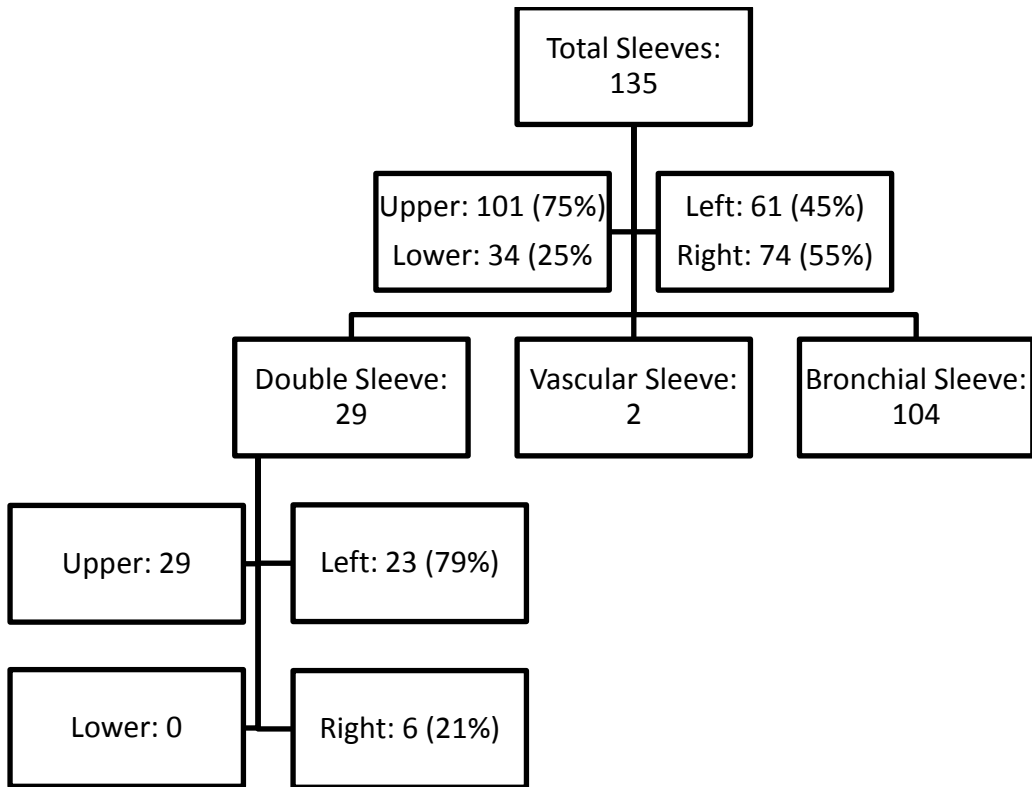 Total Sleeves:
135
Upper: 101 (75%)
Lower: 34 (25%
Left: 61 (45%)
Right: 74 (55%)
Double Sleeve:
29
Vascular Sleeve:
2
Bronchial Sleeve:
104
Upper: 29
Left: 23 (79%)
Lower: 0
Right: 6 (21%)